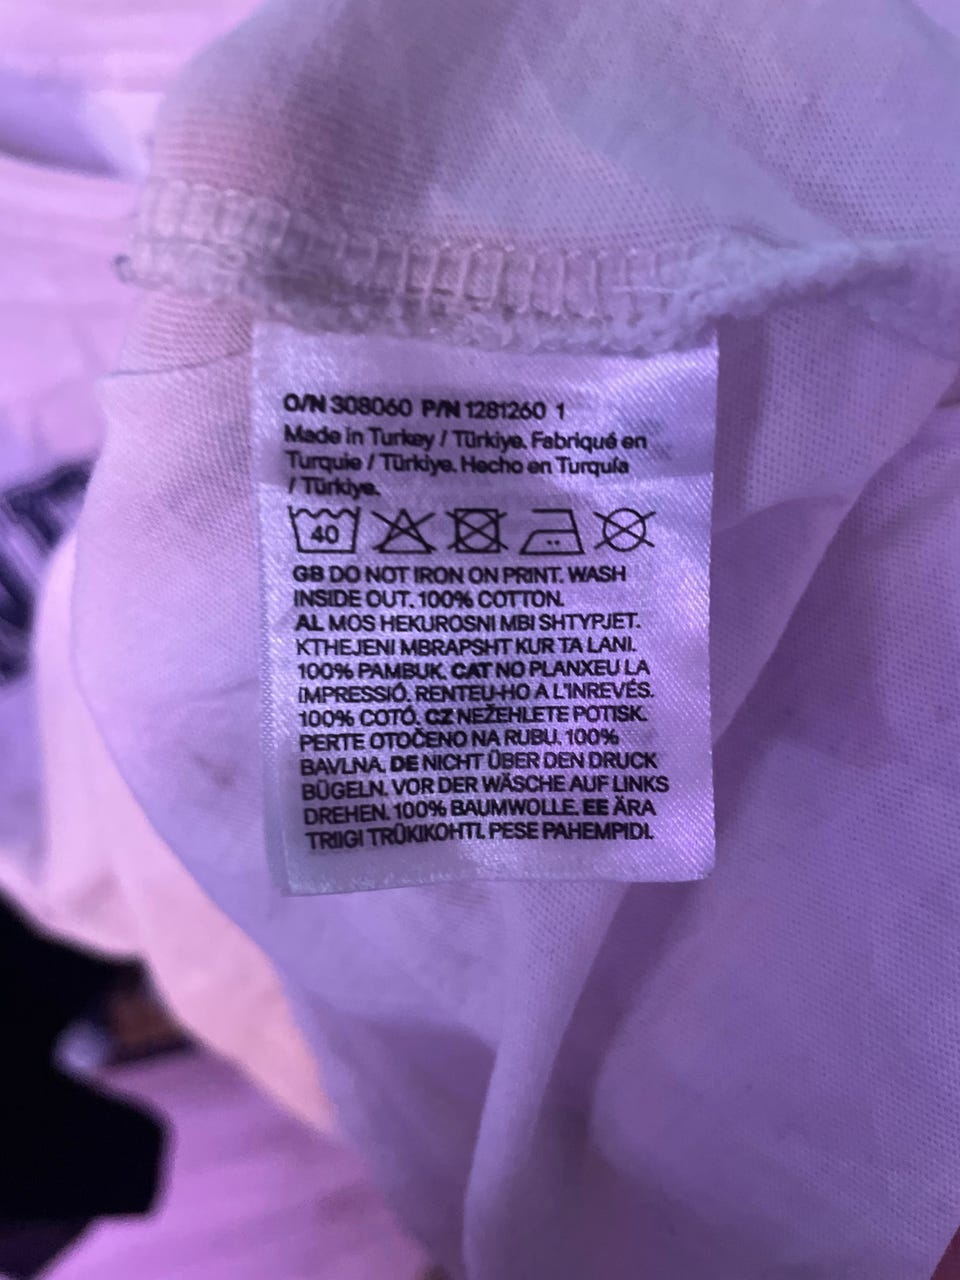 O/N 308060 P/N 1281260 1
Made in Turkey / Türkiye. Fabriqué en
Turquie / Türkiye. Hecho en Turquía
/ Türkiye.
40
GB DO NOT IRON ON PRINT. WASH
INSIDE OUT. 100% COTTON.
AL MOS HEKUROSNI MBI SHTYPJET.
KTHEJENI MBRAPSHT KUR TA LANI.
100% PAMBUK. CAT NO PLANXEU LA
IMPRESSIÓ. RENTEU-HO A L'INREVÉS.
100% COTÓ. CZ NEŽEHLETE POTISK.
PERTE OTOČENO NA RUBU. 100%
BAVLNA. DE NICHT ÜBER DEN DRUCK
BÜGELN. VOR DER WÄSCHE AUF LINKS
DREHEN. 100% BAUMWOLLE. EE ÄRA
TRIIGI TRÜKIKOHTI. PESE PAHEMPIDI.